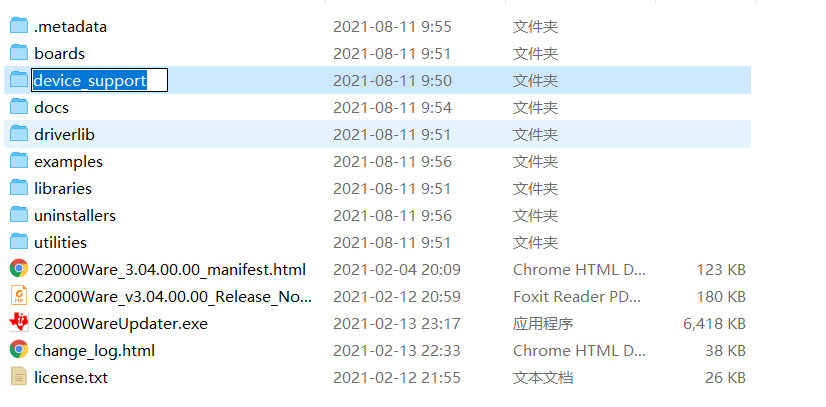 .metadata 2021-08-11 9:55 文件夹
boards 2021-08-11 9:51 文件夹
device_support 2021-08-11 9:50 文件夹
docs 2021-08-11 9:54 文件夹
driverlib 2021-08-11 9:51 文件夹
examples 2021-08-11 9:56 文件夹
libraries 2021-08-11 9:51 文件夹
uninstallers 2021-08-11 9:56 文件夹
utilities 2021-08-11 9:51 文件夹
C2000Ware_3.04.00.00_manifest.html 2021-02-04 20:09 Chrome HTML D... 123 KB
C2000Ware_v3.04.00.00_Release_No... 2021-02-12 20:59 Foxit Reader PD... 180 KB
C2000WareUpdater.exe 2021-02-13 23:17 应用程序 6,418 KB
change_log.html 2021-02-13 22:33 Chrome HTML D... 38 KB
license.txt 2021-02-12 21:55 文本文档 26 KB